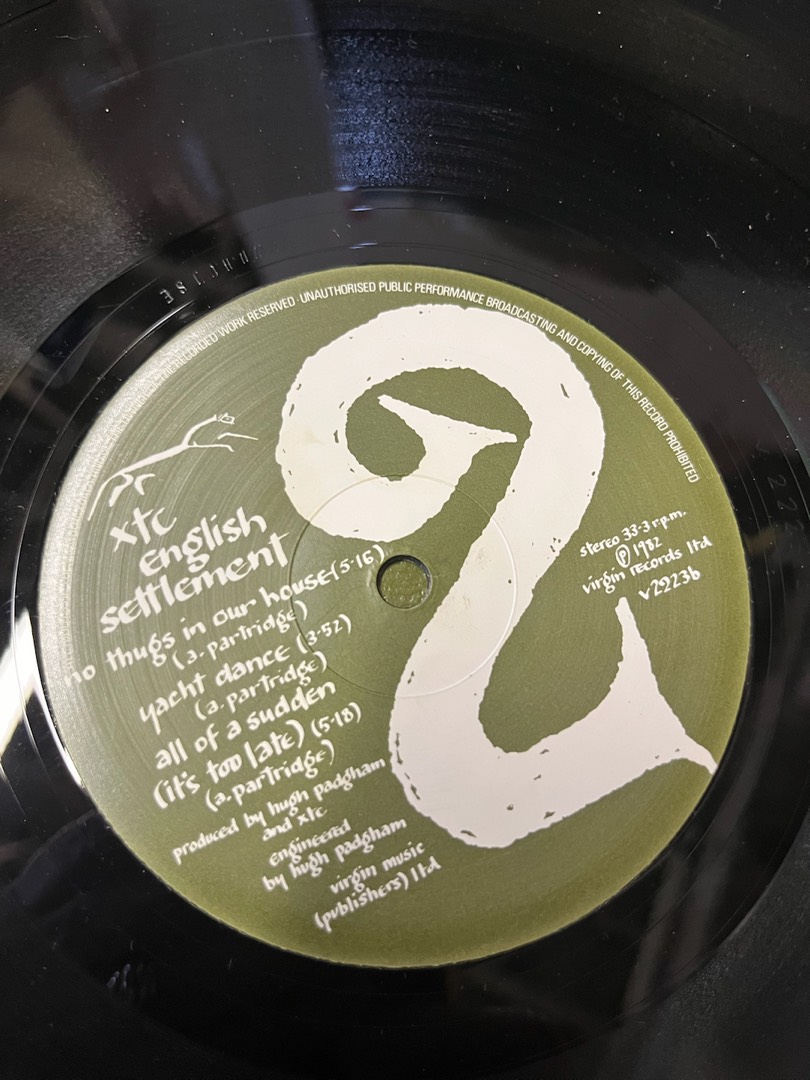 RECORDED WORK RESERVED · UNAUTHORISED PUBLIC PERFORMANCE BROADCASTING AND COPYING OF THIS RECORD PROHIBITED
2
xtc
english
settlement
no thugs in our house (5·15)
(a. partridge)
yacht dance (3·52)
(a. partridge)
all of a sudden
(it's too late) (5·18)
(a. partridge)
produced by hugh padgham
and xtc
engineered
by hugh padgham
virgin music
(publishers) ltd
stereo 33·3 r.p.m.
℗ 1982
virgin records ltd
v2223b